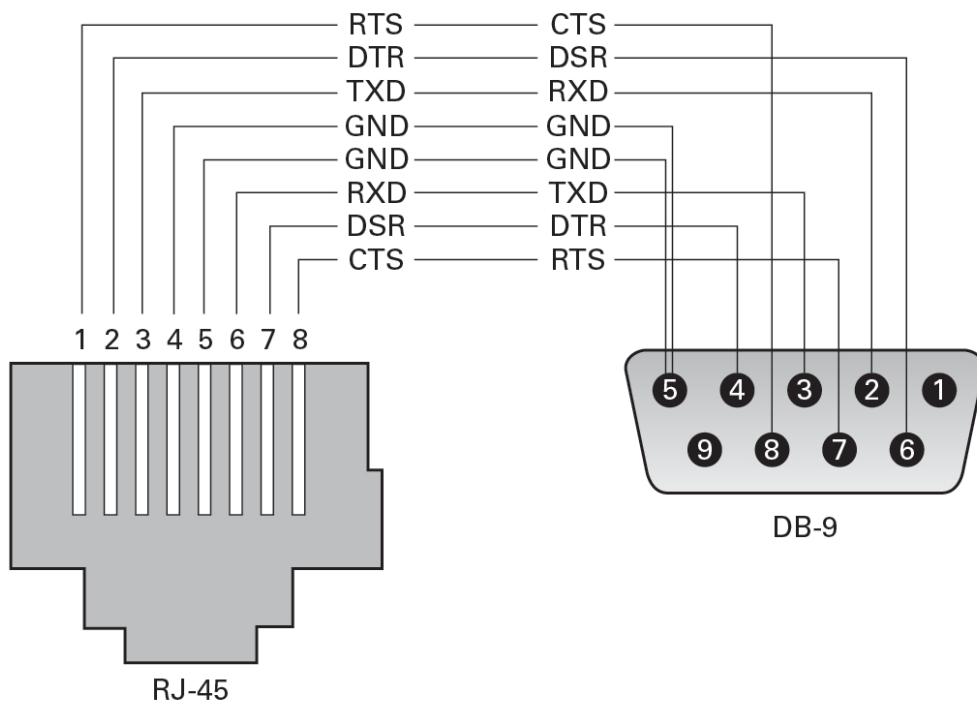 RTS CTS
DTR DSR
TXD RXD
GND GND
GND GND
RXD TXD
DSR DTR
CTS RTS
1 2 3 4 5 6 7 8
5 4 3 2 1
9 8 7 6
DB-9
RJ-45